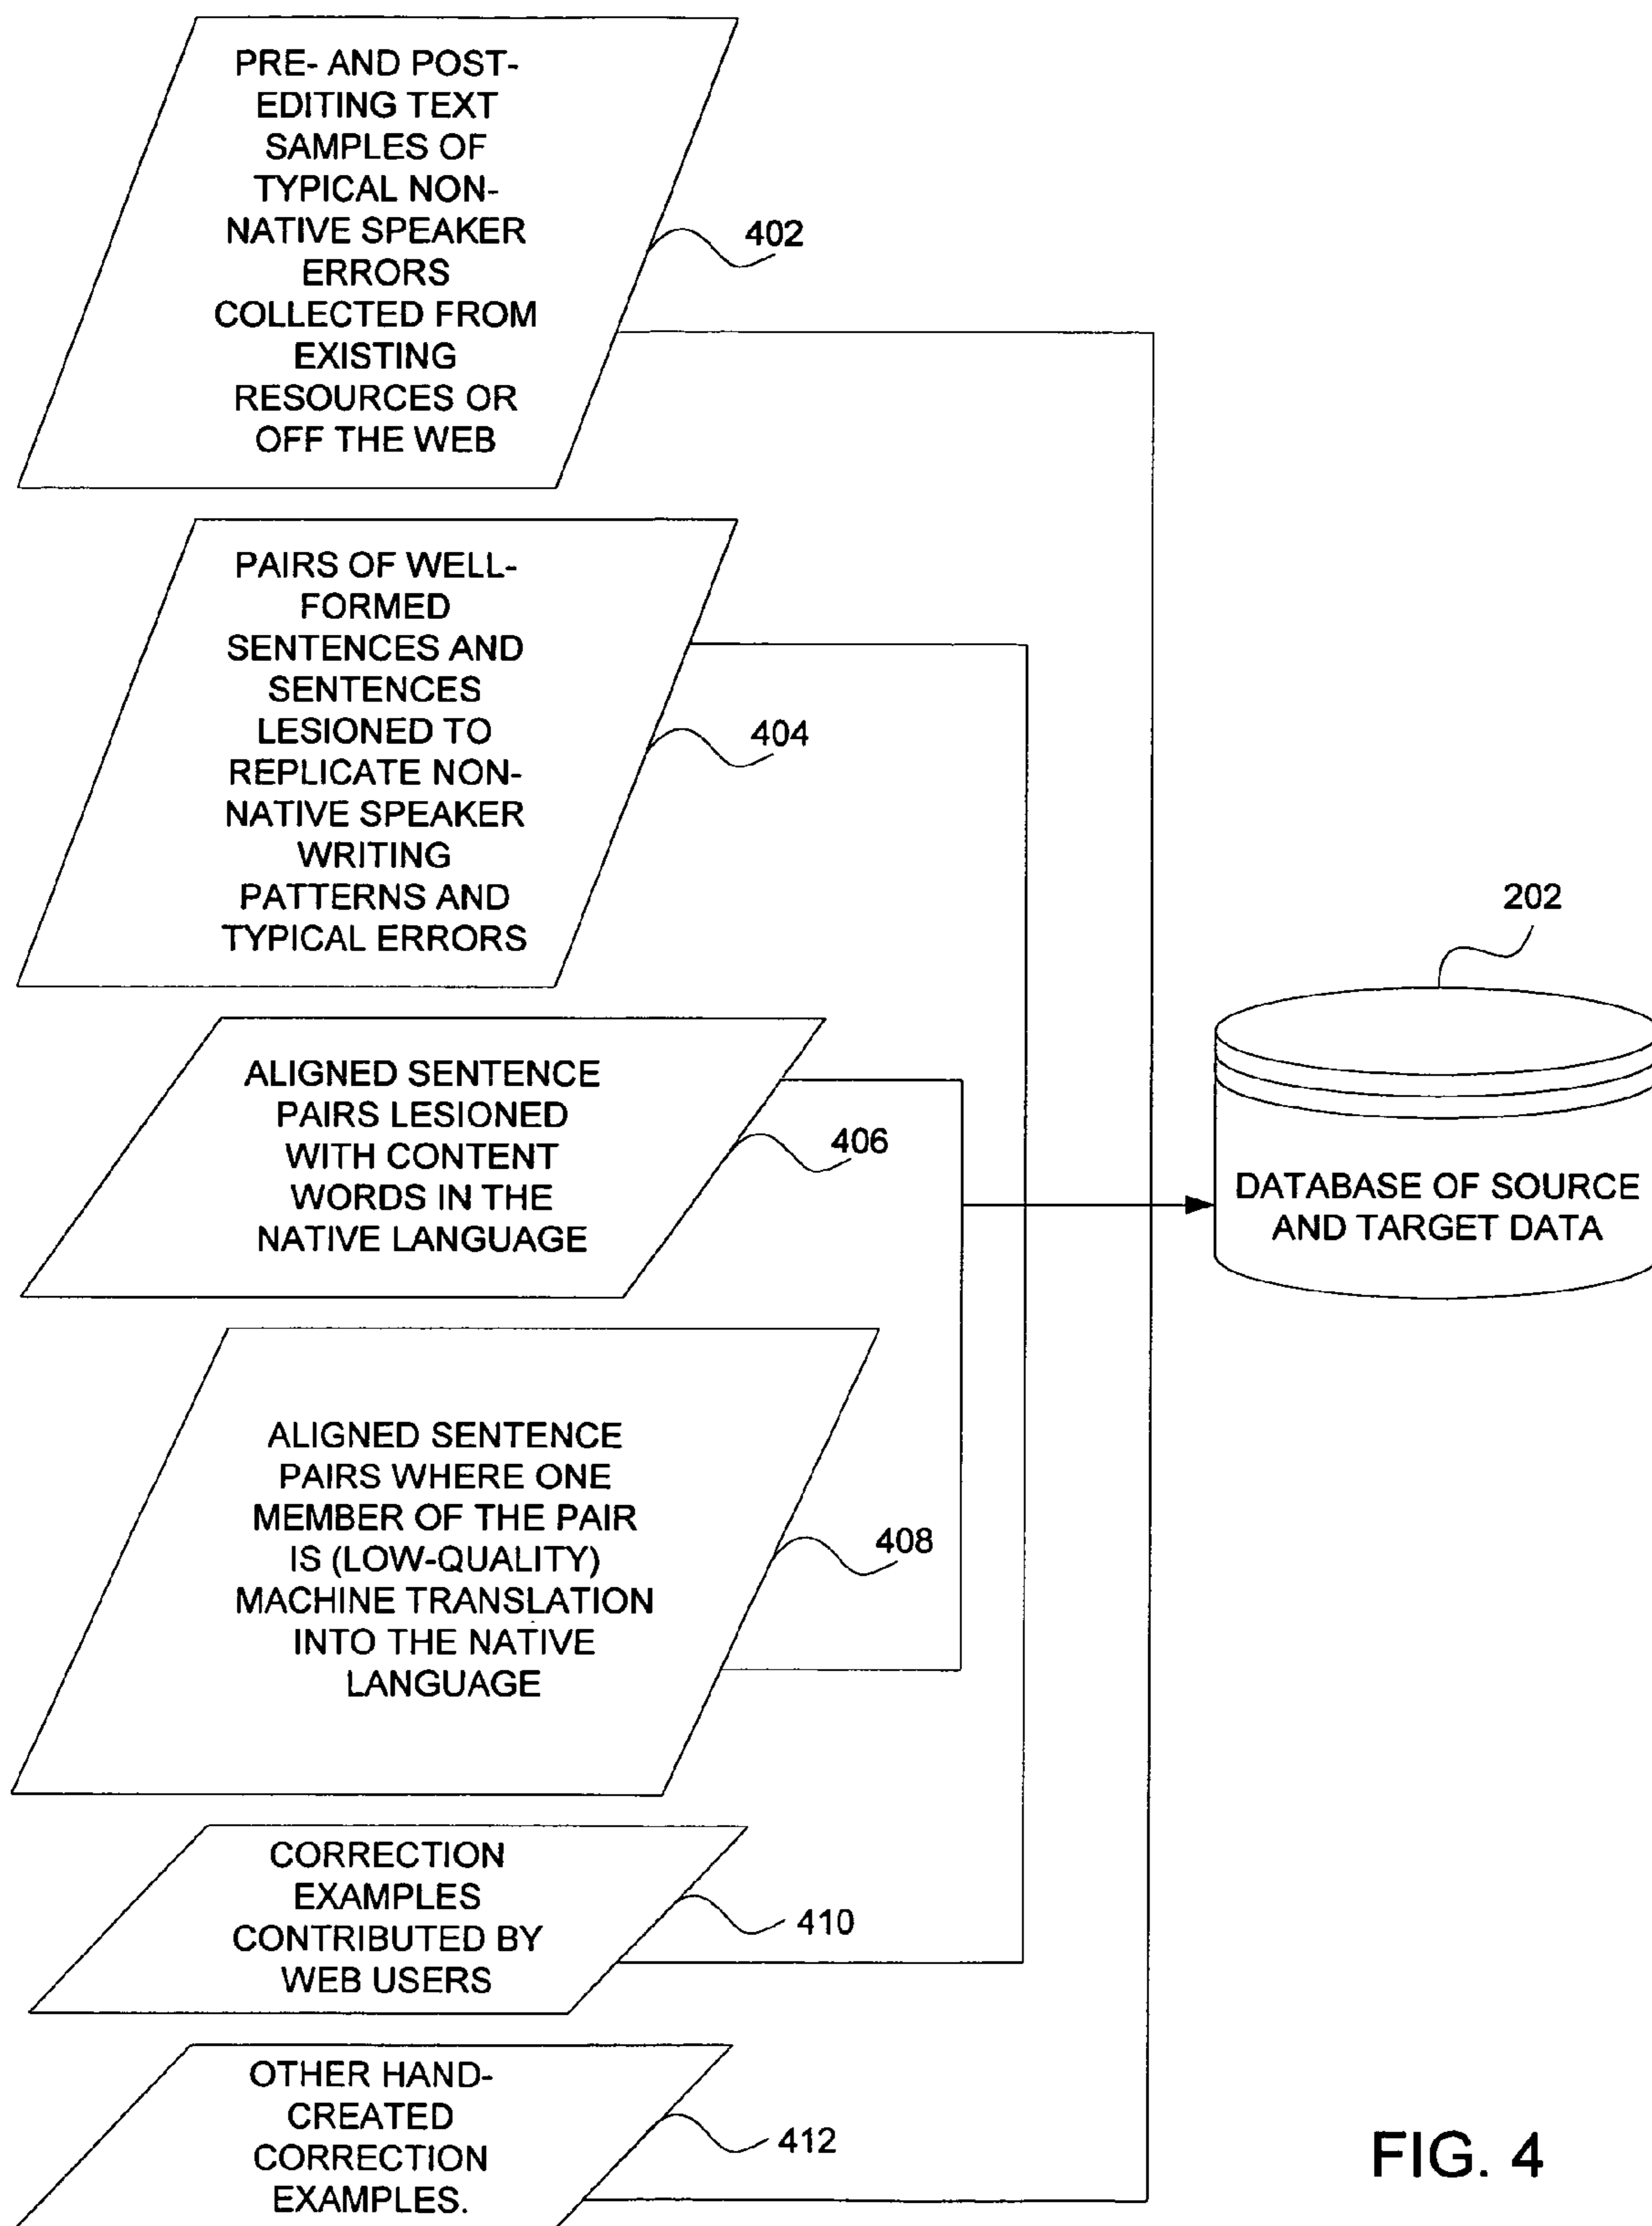 PRE- AND POST-
EDITING TEXT
SAMPLES OF
TYPICAL NON-
NATIVE SPEAKER
ERRORS
COLLECTED FROM
EXISTING
RESOURCES OR
OFF THE WEB
402
PAIRS OF WELL-
FORMED
SENTENCES AND
SENTENCES
LESIONED TO
REPLICATE NON-
NATIVE SPEAKER
WRITING
PATTERNS AND
TYPICAL ERRORS
404
202
DATABASE OF SOURCE
AND TARGET DATA
ALIGNED SENTENCE
PAIRS LESIONED
WITH CONTENT
WORDS IN THE
NATIVE LANGUAGE
406
ALIGNED SENTENCE
PAIRS WHERE ONE
MEMBER OF THE PAIR
IS (LOW-QUALITY)
MACHINE TRANSLATION
INTO THE NATIVE
LANGUAGE
408
CORRECTION
EXAMPLES
CONTRIBUTED BY
WEB USERS
410
OTHER HAND-
CREATED
CORRECTION
EXAMPLES.
412
FIG. 4